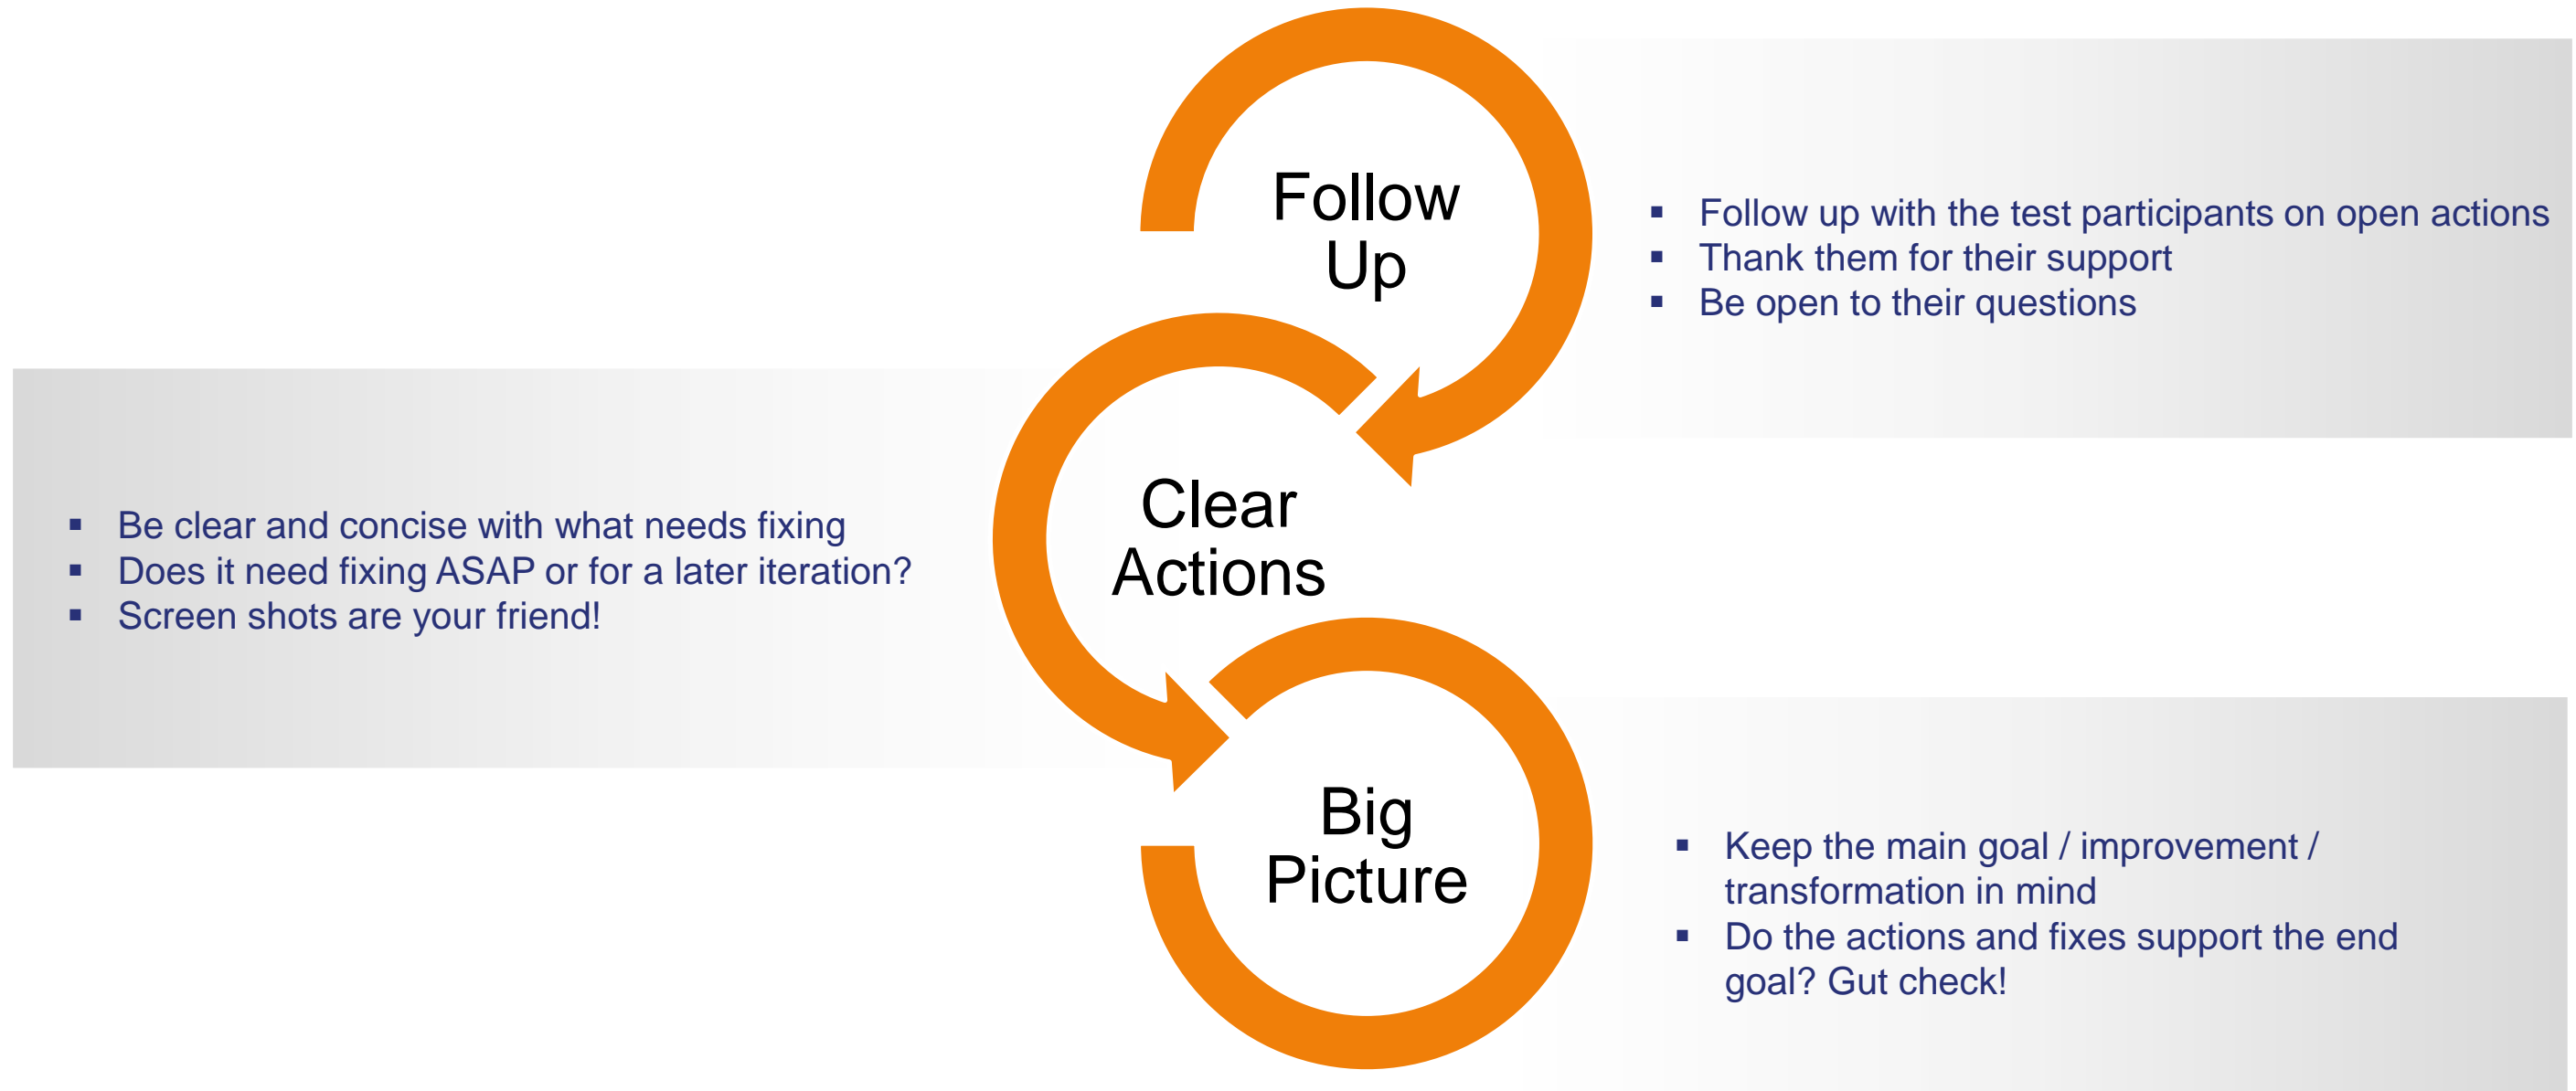 Follow
Up
▪ Follow up with the test participants on open actions
▪ Thank them for their support
▪ Be open to their questions
Clear
Actions
▪ Be clear and concise with what needs fixing
▪ Does it need fixing ASAP or for a later iteration?
▪ Screen shots are your friend!
Big
Picture
▪ Keep the main goal / improvement /
transformation in mind
▪ Do the actions and fixes support the end
goal? Gut check!